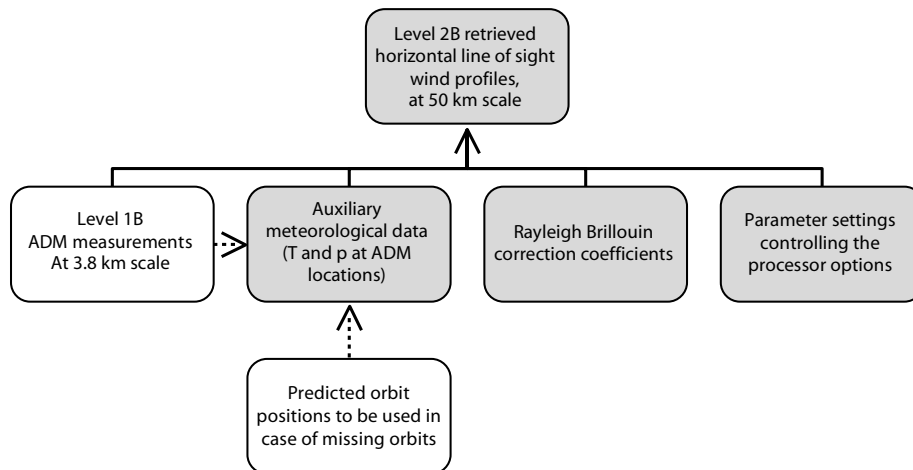 Level 2B retrieved
horizontal line of sight
wind profiles,
at 50 km scale
Level 1B
ADM measurements
At 3.8 km scale
Auxiliary
meteorological data
(T and p at ADM
locations)
Rayleigh Brillouin
correction coefficients
Parameter settings
controlling the
processor options
Predicted orbit
positions to be used in
case of missing orbits